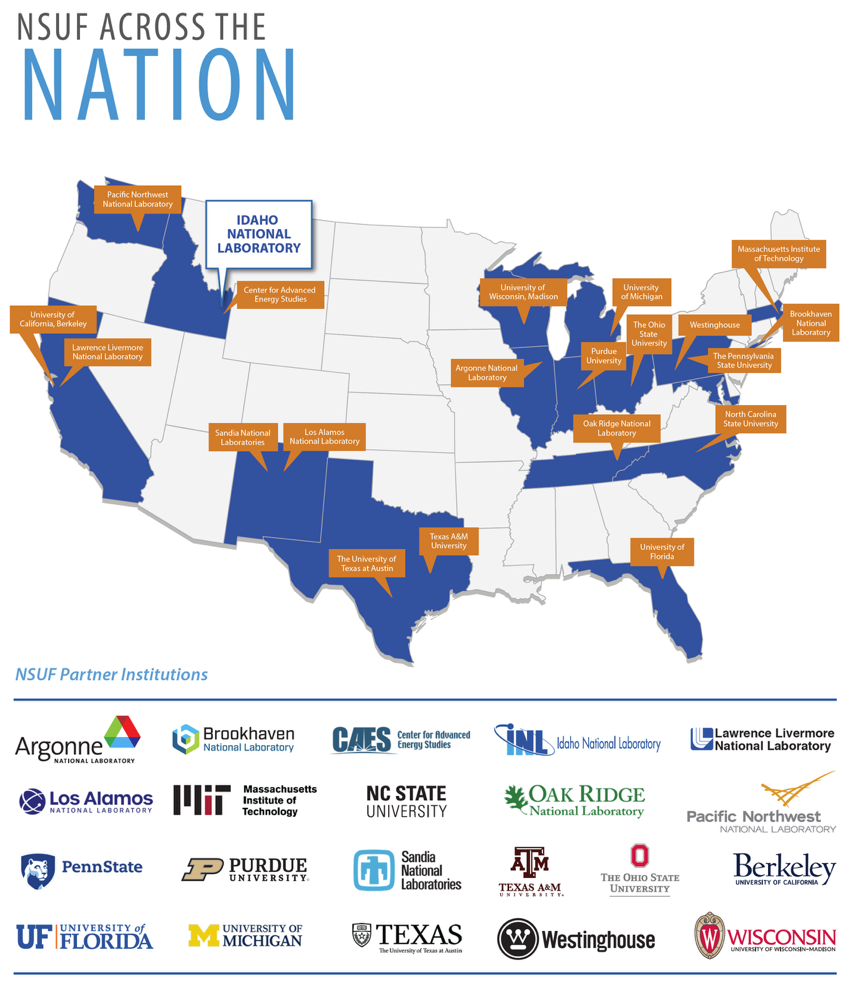 NSUF ACROSS THE
NATION
Pacific Northwest
National Laboratory
IDAHO
NATIONAL
LABORATORY
Massachusetts Institute
of Technology
Center for Advanced
Energy Studies
University of
Wisconsin, Madison
University
of Michigan
University of
California, Berkeley
The Ohio
State
University
Westinghouse
Brookhaven
National
Laboratory
Lawrence Livermore
National Laboratory
Purdue
University
The Pennsylvania
State University
Argonne National
Laboratory
North Carolina
State University
Oak Ridge National
Laboratory
Sandia National
Laboratories
Los Alamos
National Laboratory
Texas A&M
University
The University of
Texas at Austin
University of
Florida
NSUF Partner Institutions
Argonne
NATIONAL LABORATORY
Brookhaven
National Laboratory
CAES
Center for Advanced
Energy Studies
INL
Idaho National Laboratory
Lawrence Livermore
National Laboratory
Los Alamos
NATIONAL LABORATORY
MIT
Massachusetts
Institute of
Technology
NC STATE
UNIVERSITY
OAK RIDGE
National Laboratory
Pacific Northwest
NATIONAL LABORATORY
PennState
P
PURDUE
UNIVERSITY®
Sandia
National
Laboratories
ATM
TEXAS A&M
UNIVERSITY®
O
THE OHIO STATE
UNIVERSITY
Berkeley
UNIVERSITY OF CALIFORNIA
UF
UNIVERSITY of
FLORIDA
M
UNIVERSITY OF
MICHIGAN
TEXAS
The University of Texas at Austin
W
Westinghouse
W
WISCONSIN
UNIVERSITY OF WISCONSIN–MADISON